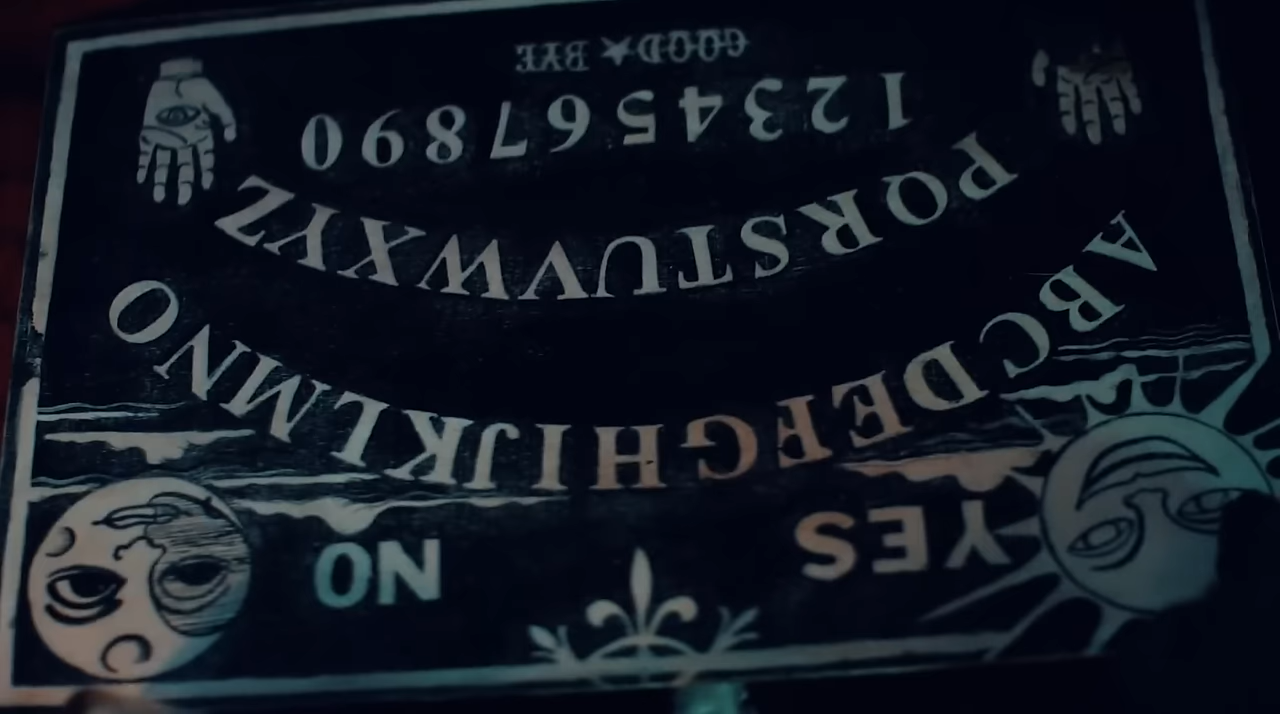 YES NO
ABCDEFGHIJKLMNO
PQRSTUVWXYZ
1234567890
GOOD★BYE